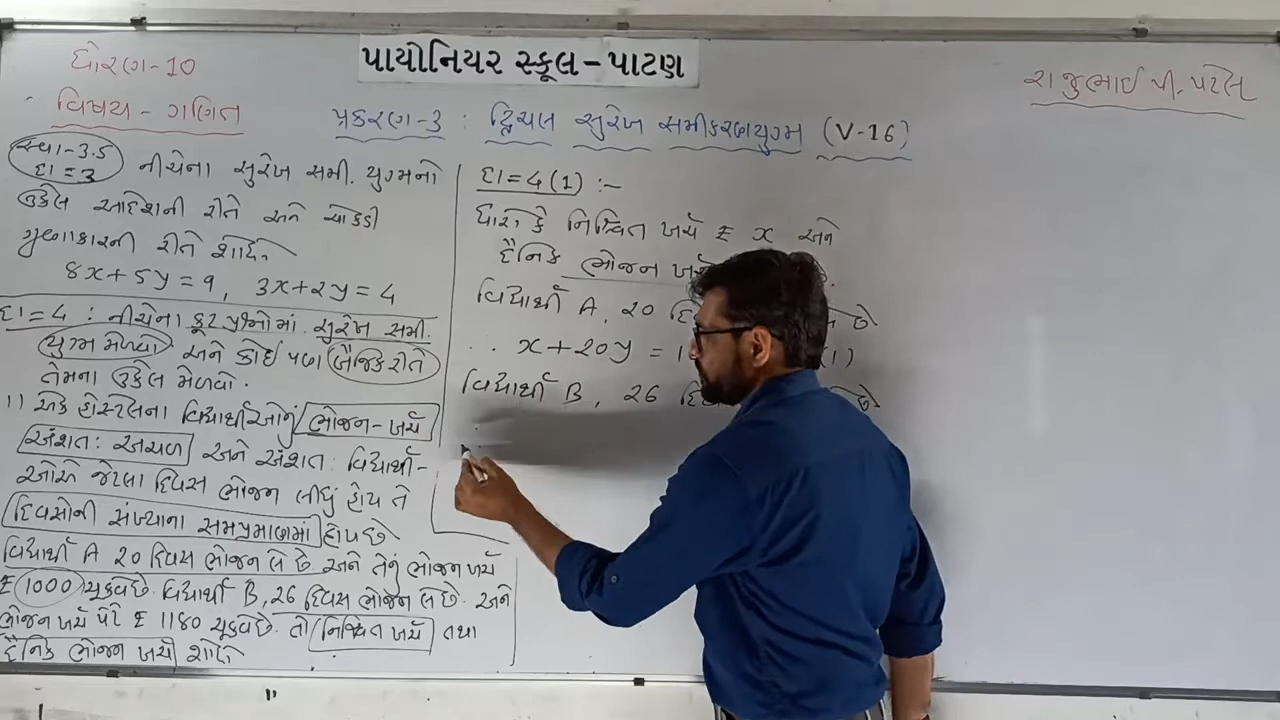 ધોરણ-10
પાયોનિયર સ્કૂલ-પાટણ
રાજુભાઈ પી. પટેલ
વિષય - ગણિત
પ્રકરણ-૩ : દ્વિચલ સુરેખ સમીકરણયુગ્મ (V-16)
સ્વા-3.5
દા=3 નીચેના સુરેખ સમી. યુગ્મનો
ઉકેલ આદેશની રીતે અને ચોકડી
ગુણાકારની રીતે શોધો.
8x+5y=9, 3x+2y=4
દા=4 : નીચેના કૂટપ્રશ્નોમાં સુરેખ સમી.
યુગ્મ મેળવો અને કોઈ પણ બૈજિક રીતે
તેમના ઉકેલ મેળવો.
1) એક હોસ્ટેલના વિદ્યાર્થીઓનું ભોજન-ખર્ચ
અંશતઃ અચળ અને અંશતઃ વિદ્યાર્થી-
ઓએ જેટલા દિવસ ભોજન લીધું હોય તે
દિવસોની સંખ્યાના સમપ્રમાણમાં હોય છે
વિદ્યાર્થી A 20 દિવસ ભોજન લે છે. અને તેનું ભોજન ખર્ચ
₹ 1000 ચૂકવે છે. વિદ્યાર્થી B, 26 દિવસ ભોજન લે છે. અને
ભોજન ખર્ચ પેટે ₹ 1180 ચૂકવે છે. તો નિશ્ચિત ખર્ચ તથા
દૈનિક ભોજન ખર્ચ શોધો
દા=4(1) :-
ધારો કે નિશ્ચિત ખર્ચ ₹ x અને
દૈનિક ભોજન ખર્ચ
વિદ્યાર્થી A, 20 છે
∴ x+20y = 1 (1)
વિદ્યાર્થી B, 26 છે